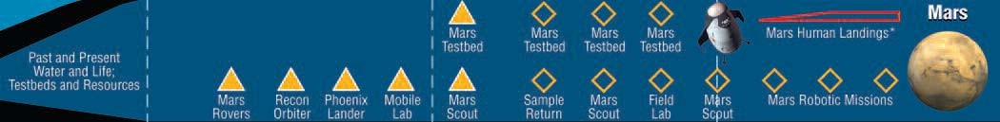 Mars
Mars
Testbed
Mars
Testbed
Mars
Testbed
Mars
Testbed
Mars Human Landings*
Past and Present
Water and Life;
Testbeds and Resources
Mars
Rovers
Recon
Orbiter
Phoenix
Lander
Mobile
Lab
Mars
Scout
Sample
Return
Mars
Scout
Field
Lab
Mars
Scout
Mars Robotic Missions